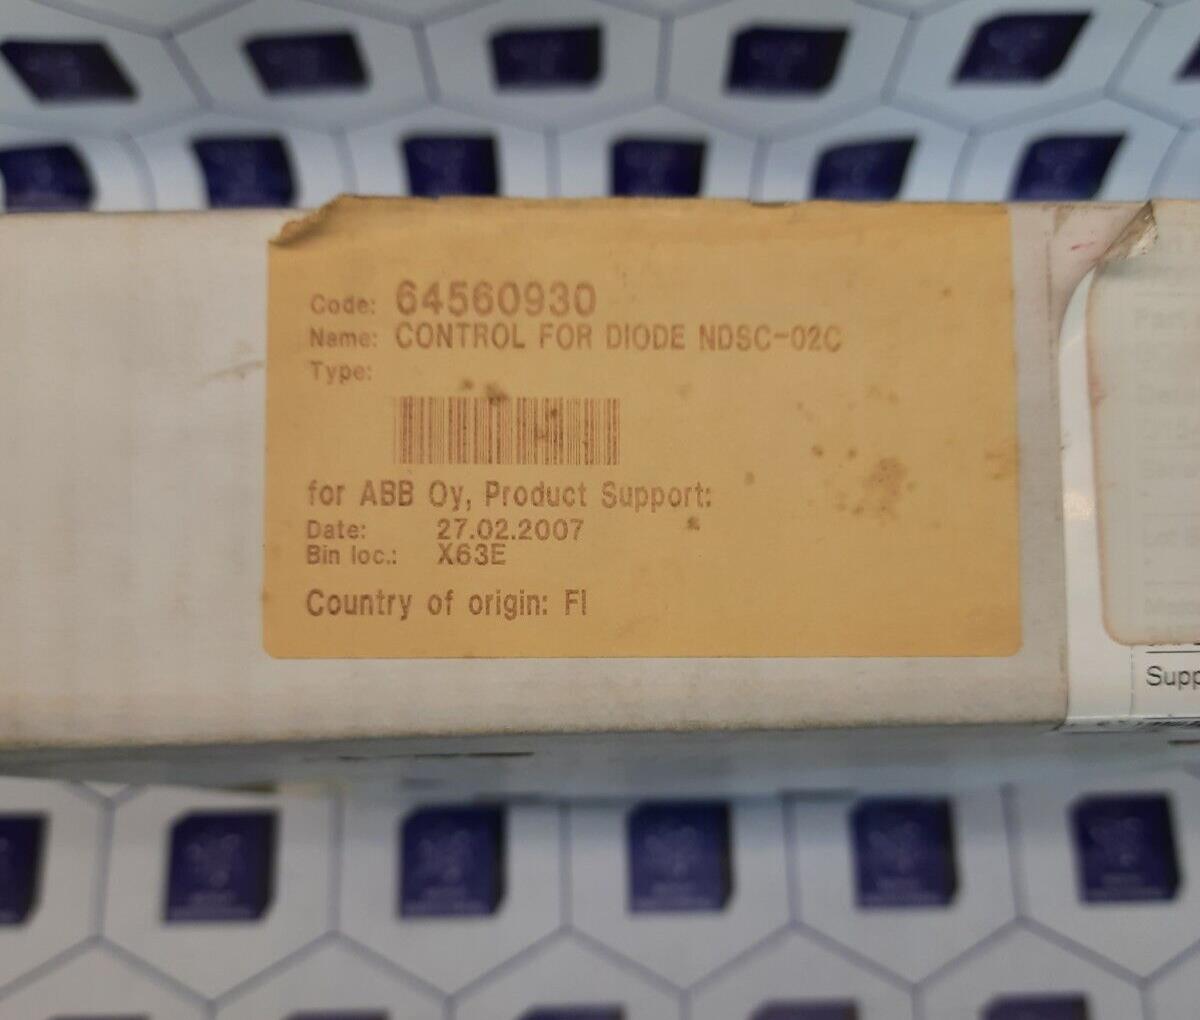 Code: 64560930
Name: CONTROL FOR DIODE NDSC-02C
Type:
for ABB Oy, Product Support:
Date: 27.02.2007
Bin loc.: X63E
Country of origin: FI
Supp